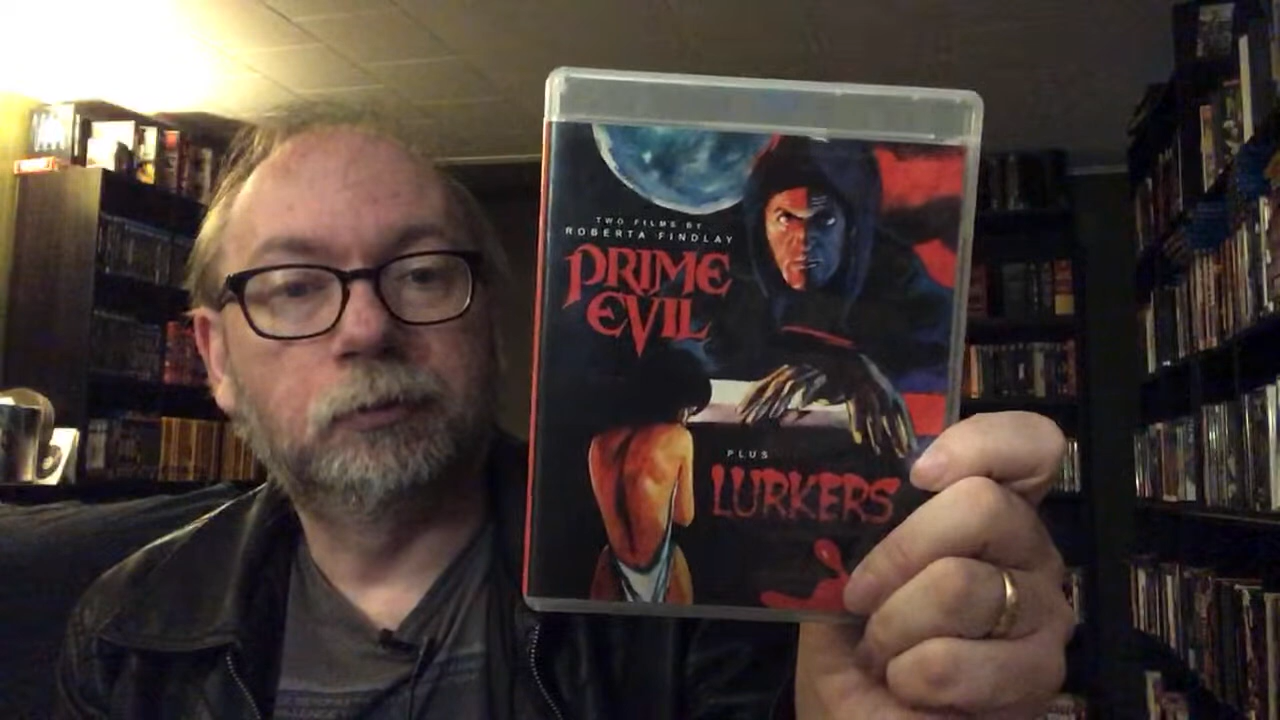 TWO FILMS BY
ROBERTA FINDLAY
PRIME
EVIL
PLUS
LURKERS